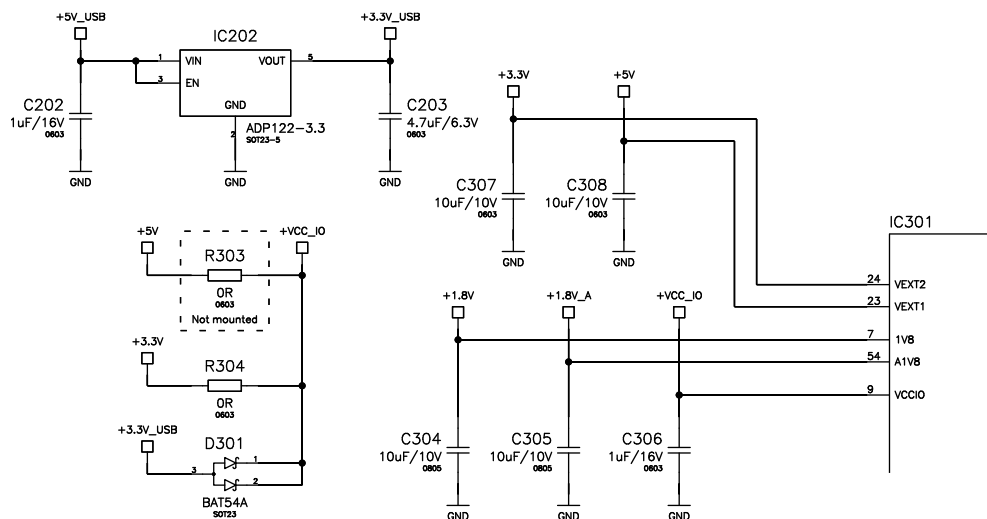 +5V_USB
+3.3V_USB
IC202
1
VIN
VOUT
5
3
EN
GND
C202
1uF/16V
0603
2
ADP122-3.3
SOT23-5
C203
4.7uF/6.3V
0603
GND
GND
GND
+3.3V
+5V
C307
10uF/10V
0603
C308
10uF/10V
0603
GND
GND
IC301
24
VEXT2
23
VEXT1
7
1V8
54
A1V8
9
VCCIO
+5V
+VCC_IO
R303
0R
0603
Not mounted
+3.3V
R304
0R
0603
+3.3V_USB
D301
3
1
2
BAT54A
SOT23
+1.8V
+1.8V_A
+VCC_IO
C304
10uF/10V
0805
C305
10uF/10V
0805
C306
1uF/16V
0603
GND
GND
GND